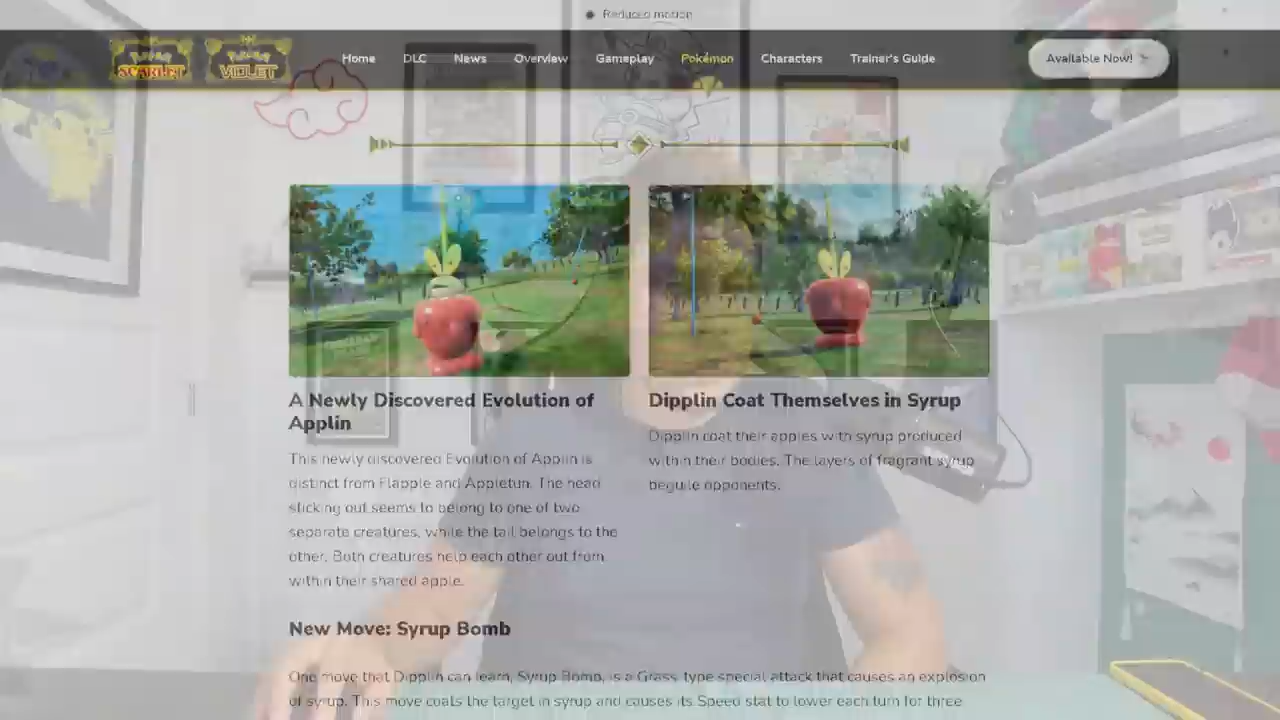 Reduced motion
SCARLET VIOLET Home DLC News Overview Gameplay Pokémon Characters Trainer's Guide Available Now!
A Newly Discovered Evolution of
Applin
This newly discovered Evolution of Applin is
distinct from Flapple and Appletun. The head
sticking out seems to belong to one of two
separate creatures, while the tail belongs to the
other. Both creatures help each other out from
within their shared apple.
Dipplin Coat Themselves in Syrup
Dipplin coat their apples with syrup produced
within their bodies. The layers of fragrant syrup
beguile opponents.
New Move: Syrup Bomb
One move that Dipplin can learn, Syrup Bomb, is a Grass-type special attack that causes an explosion
of syrup. This move coats the target in syrup and causes its Speed stat to lower each turn for three